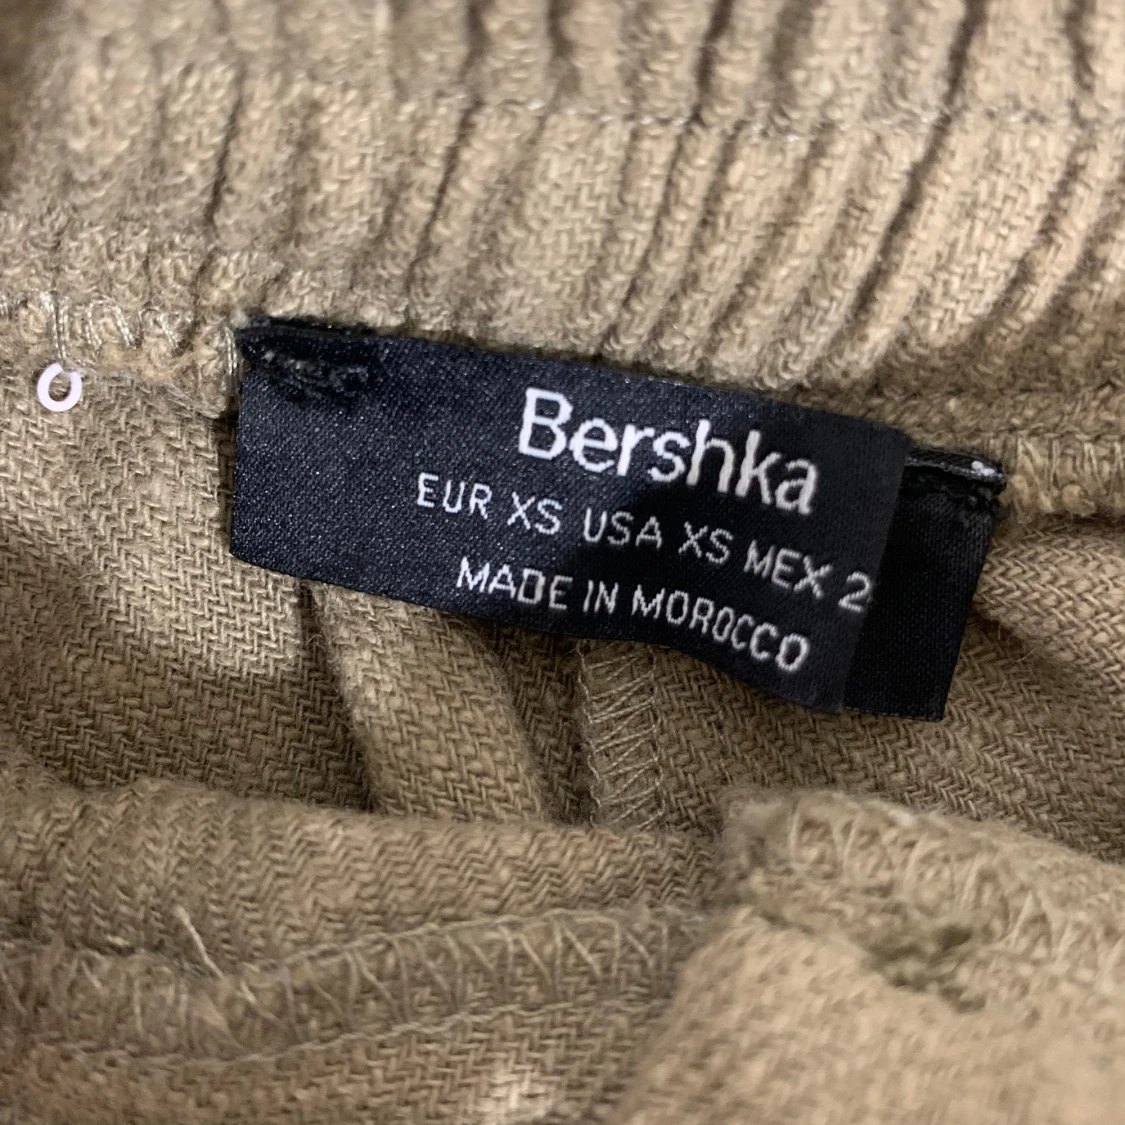 Bershka
EUR XS USA XS MEX 2
MADE IN MOROCCO